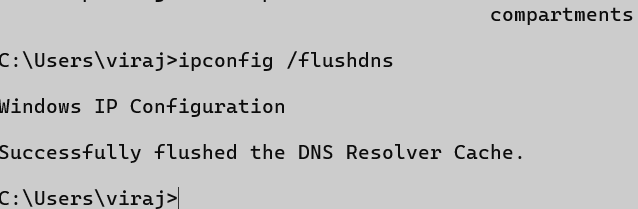 compartments
C:\Users\viraj>ipconfig /flushdns
Windows IP Configuration
Successfully flushed the DNS Resolver Cache.
C:\Users\viraj>